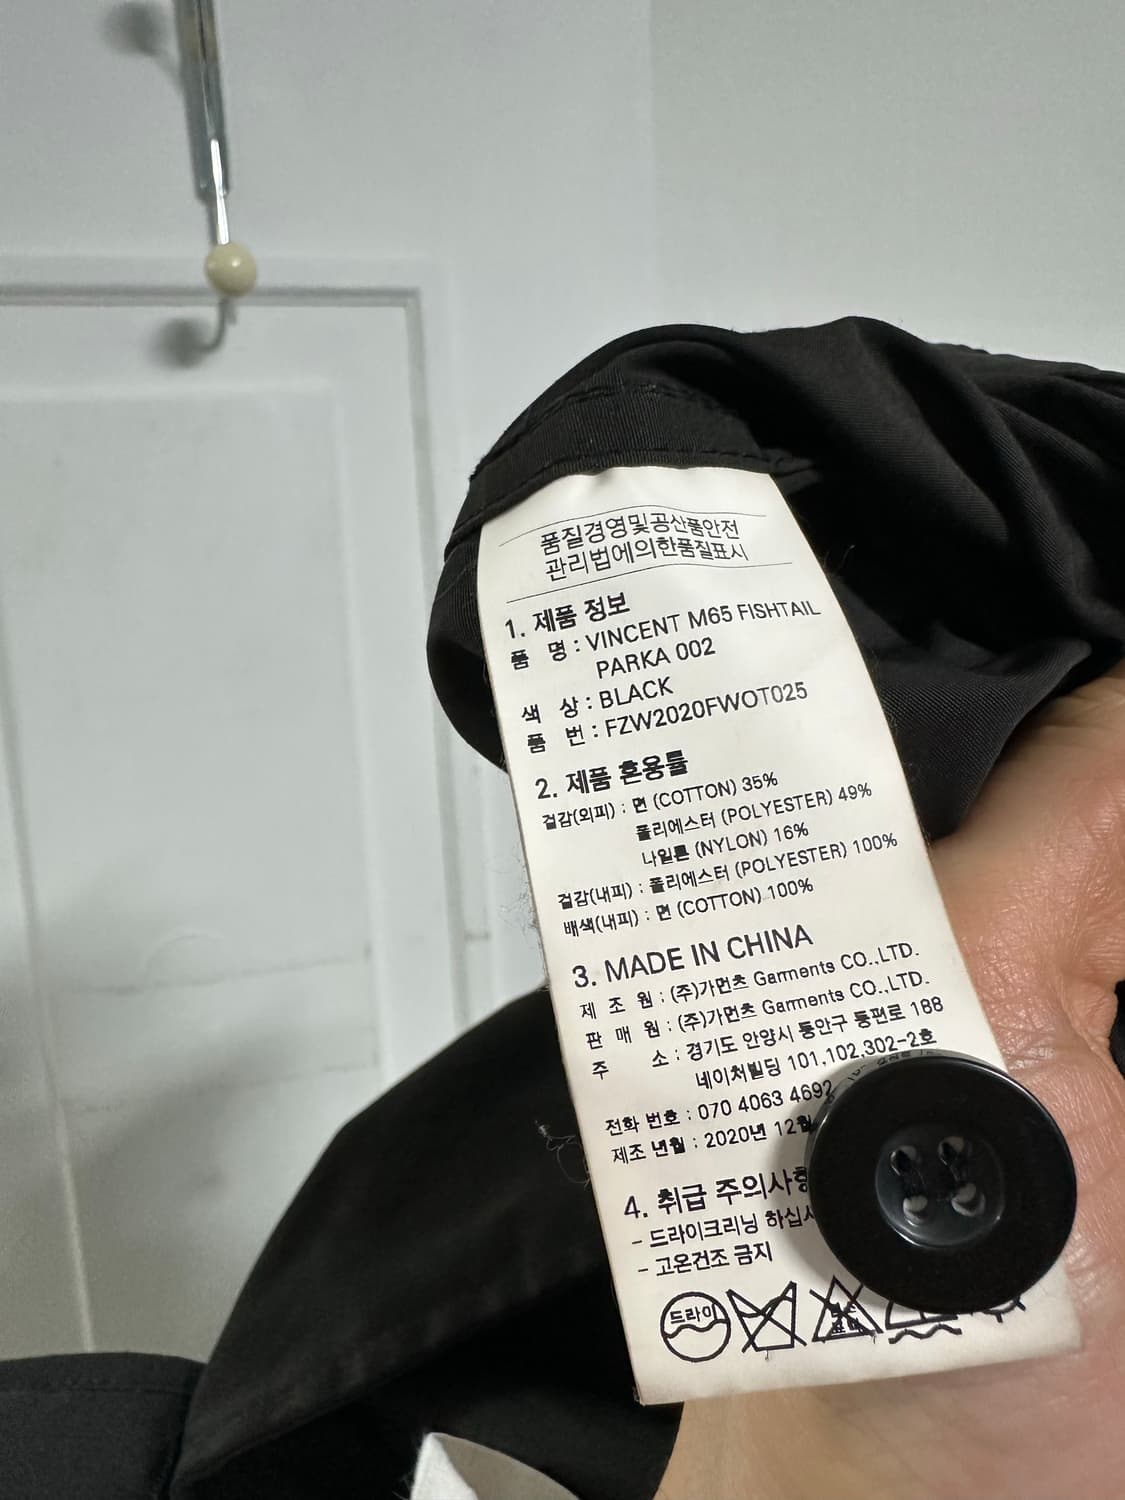 품질경영및공산품안전
관리법에의한품질표시
1. 제품 정보
품 명 : VINCENT M65 FISHTAIL
PARKA 002
색 상 : BLACK
품 번 : FZW2020FWOT025
2. 제품 혼용률
겉감(외피) : 면 (COTTON) 35%
폴리에스터 (POLYESTER) 49%
나일론 (NYLON) 16%
겉감(내피) : 폴리에스터 (POLYESTER) 100%
배색(내피) : 면 (COTTON) 100%
3. MADE IN CHINA
제 조 원 : (주)가먼츠 Garments CO.,LTD.
판 매 원 : (주)가먼츠 Garments CO.,LTD.
주 소 : 경기도 안양시 동안구 동편로 188
네이처빌딩 101,102,302-2호
전화 번호 : 070 4063 4692
제조 년월 : 2020년 12월
4. 취급 주의사항
- 드라이크리닝 하십시
- 고온건조 금지
드라이